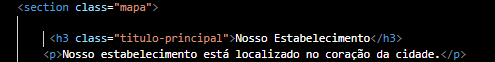 <section class="mapa">
<h3 class="titulo-principal">Nosso Estabelecimento</h3>
<p>Nosso estabelecimento está localizado no coração da cidade.</p>